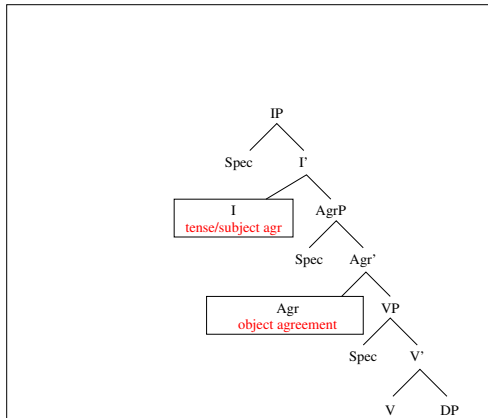 IP
Spec I’
I AgrP
tense/subject agr
Spec Agr’
Agr VP
object agreement
Spec V’
V DP